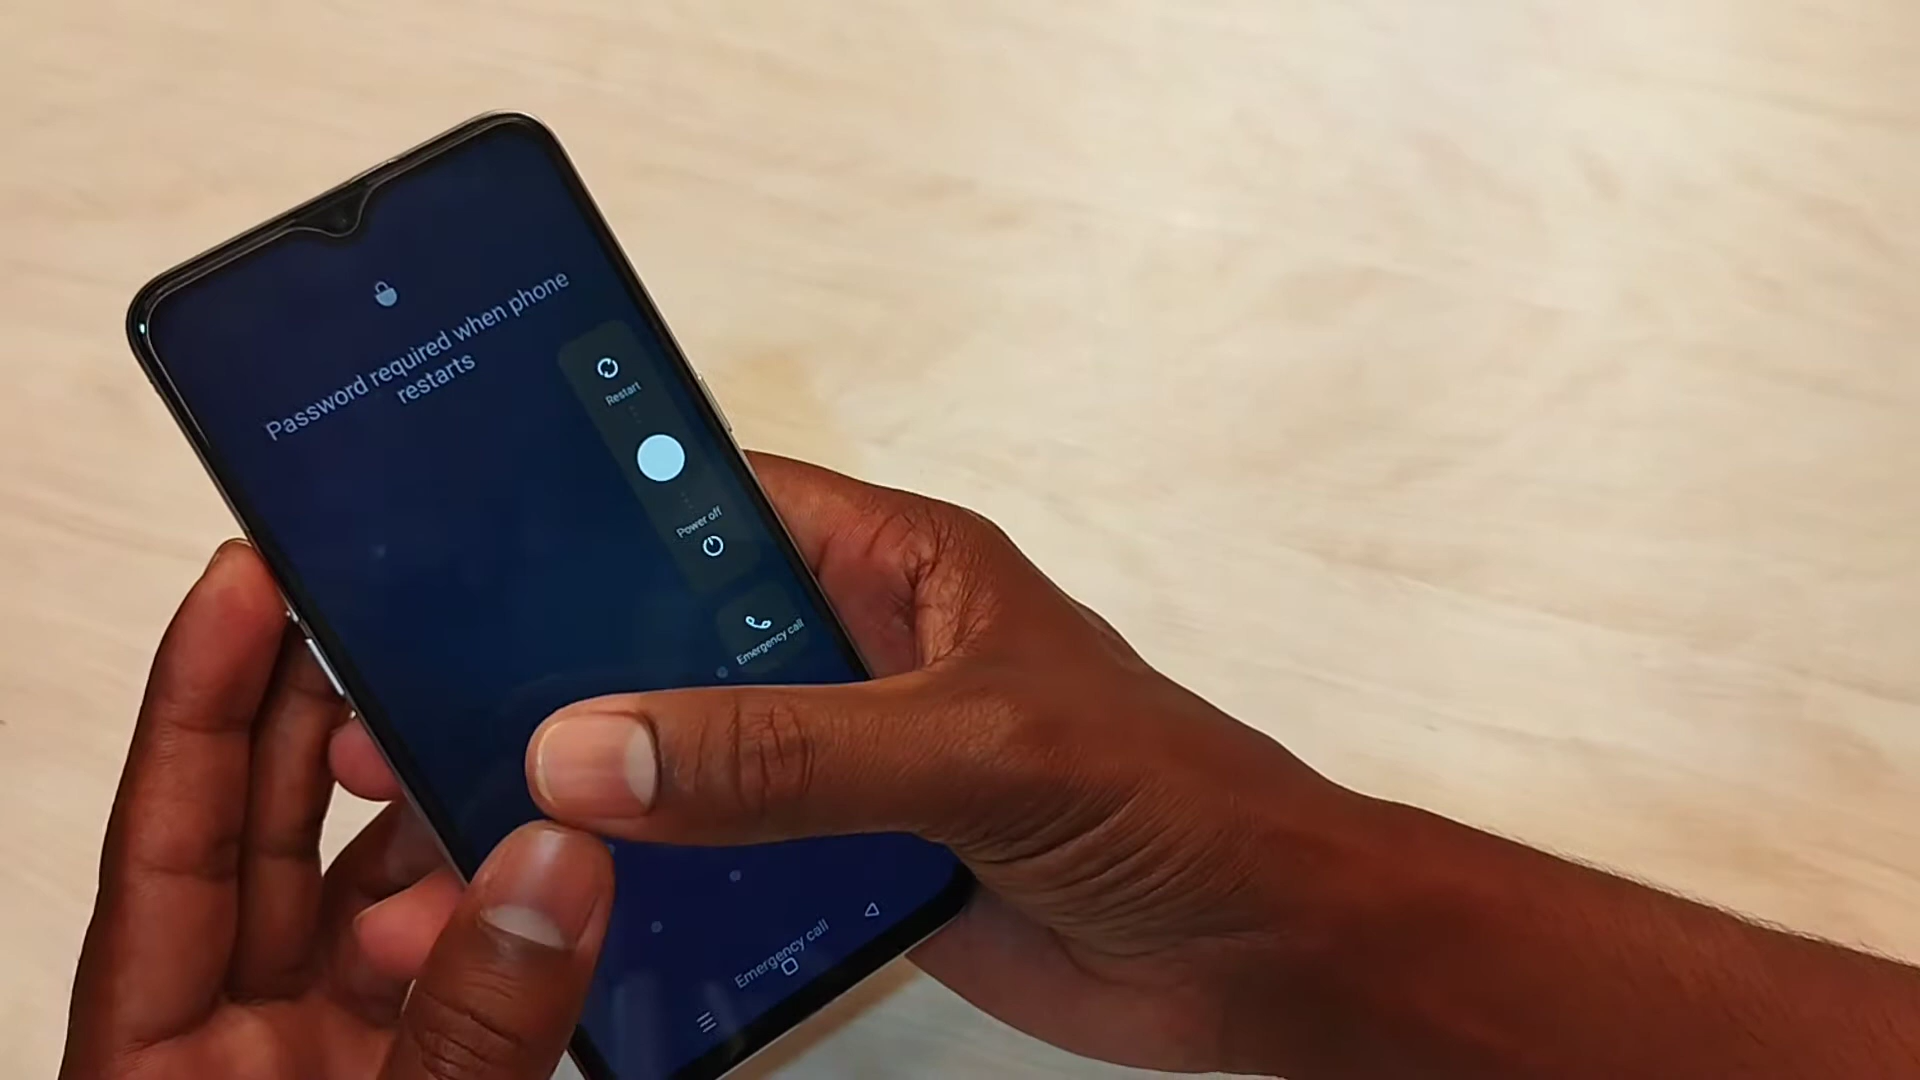 Password required when phone
restarts
Restart
Power off
Emergency call
Emergency call